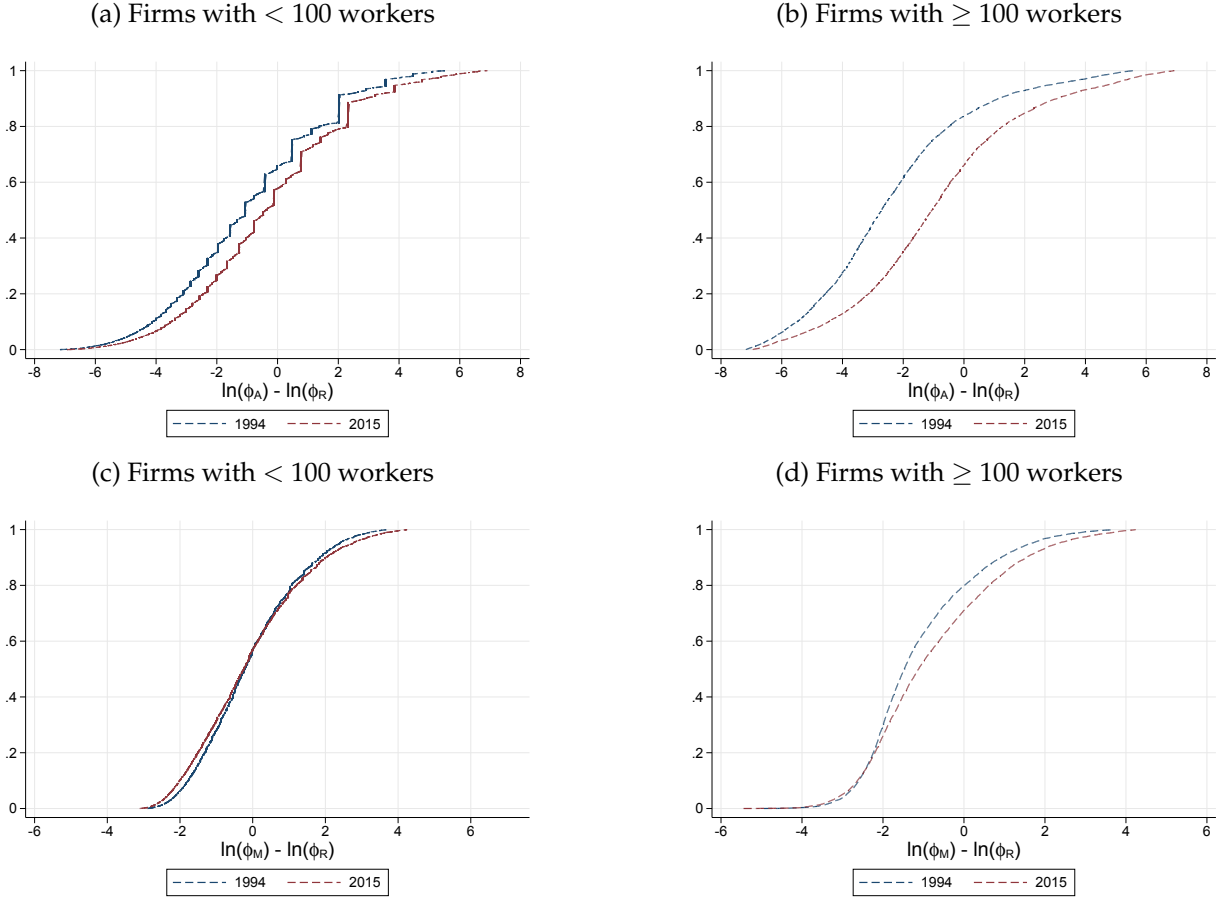 (a) Firms with < 100 workers
1
.8
.6
.4
.2
0
-8 -6 -4 -2 0 2 4 6 8
ln(ϕA) - ln(ϕR)
1994 2015
(b) Firms with ≥ 100 workers
1
.8
.6
.4
.2
0
-8 -6 -4 -2 0 2 4 6 8
ln(ϕA) - ln(ϕR)
1994 2015
(c) Firms with < 100 workers
1
.8
.6
.4
.2
0
-6 -4 -2 0 2 4 6
ln(ϕM) - ln(ϕR)
1994 2015
(d) Firms with ≥ 100 workers
1
.8
.6
.4
.2
0
-6 -4 -2 0 2 4 6
ln(ϕM) - ln(ϕR)
1994 2015